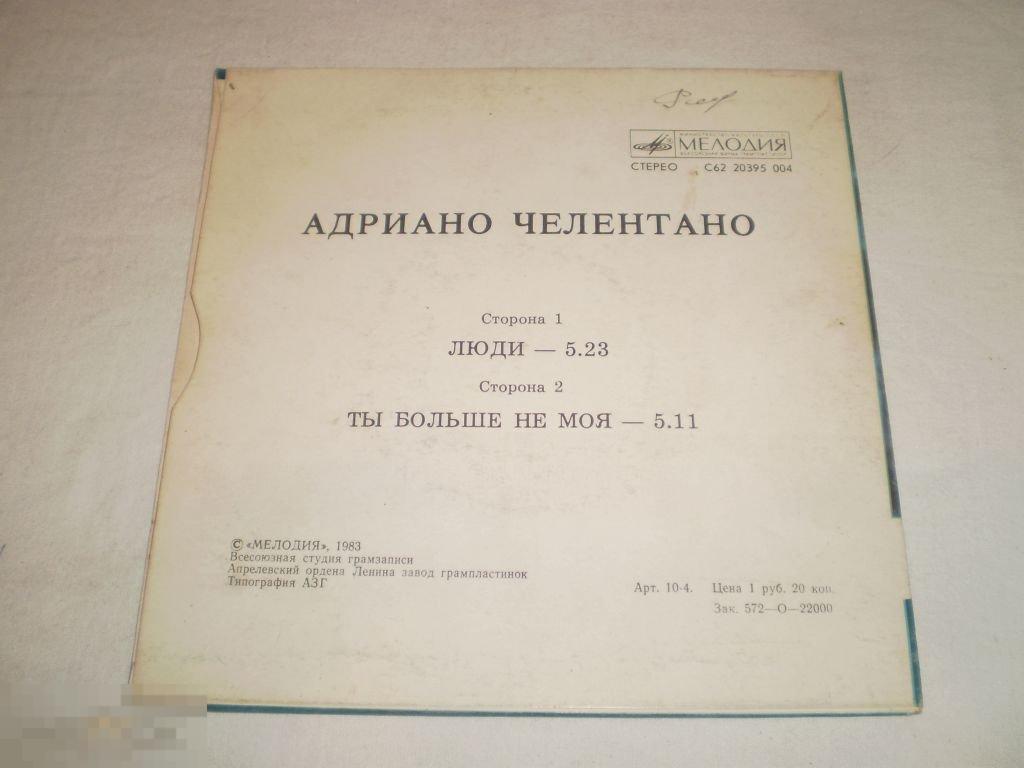 МЕЛОДИЯ
СТЕРЕО С62 20395 004
АДРИАНО ЧЕЛЕНТАНО
Сторона 1
ЛЮДИ — 5.23
Сторона 2
ТЫ БОЛЬШЕ НЕ МОЯ — 5.11
© «МЕЛОДИЯ», 1983
Всесоюзная студия грамзаписи
Апрелевский ордена Ленина завод грампластинок
Типография АЗГ
Арт. 10-4. Цена 1 руб. 20 коп.
Зак. 572—О—22000